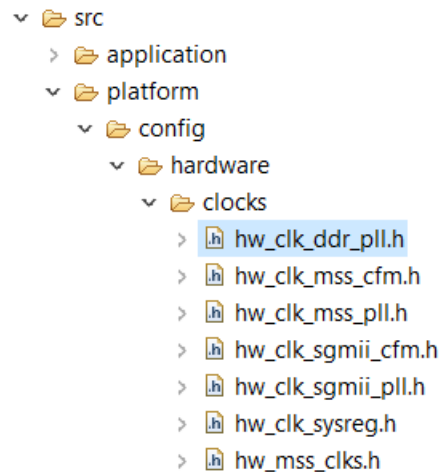 src
application
platform
config
hardware
clocks
hw_clk_ddr_pll.h
hw_clk_mss_cfm.h
hw_clk_mss_pll.h
hw_clk_sgmii_cfm.h
hw_clk_sgmii_pll.h
hw_clk_sysreg.h
hw_mss_clks.h